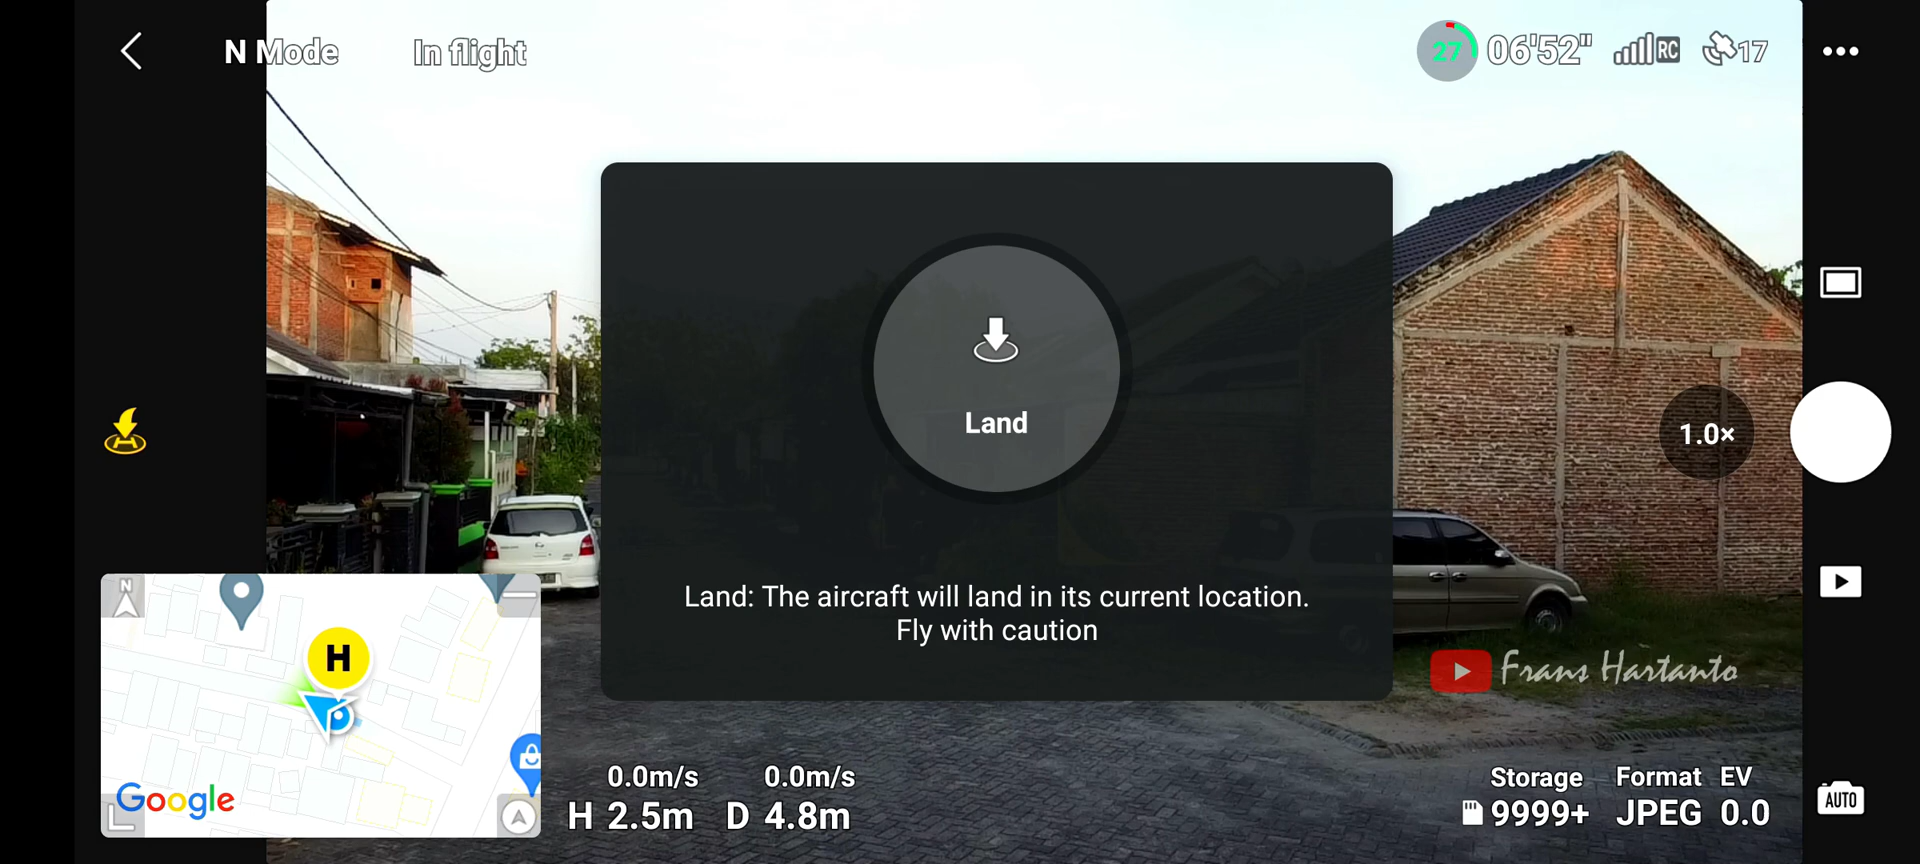 N Mode
In flight
27
06'52"
RC
17
Land
Land: The aircraft will land in its current location.
Fly with caution
1.0×
N
H
Google
0.0m/s
0.0m/s
H 2.5m
D 4.8m
Frans Hartanto
Storage
Format
EV
9999+
JPEG
0.0
AUTO